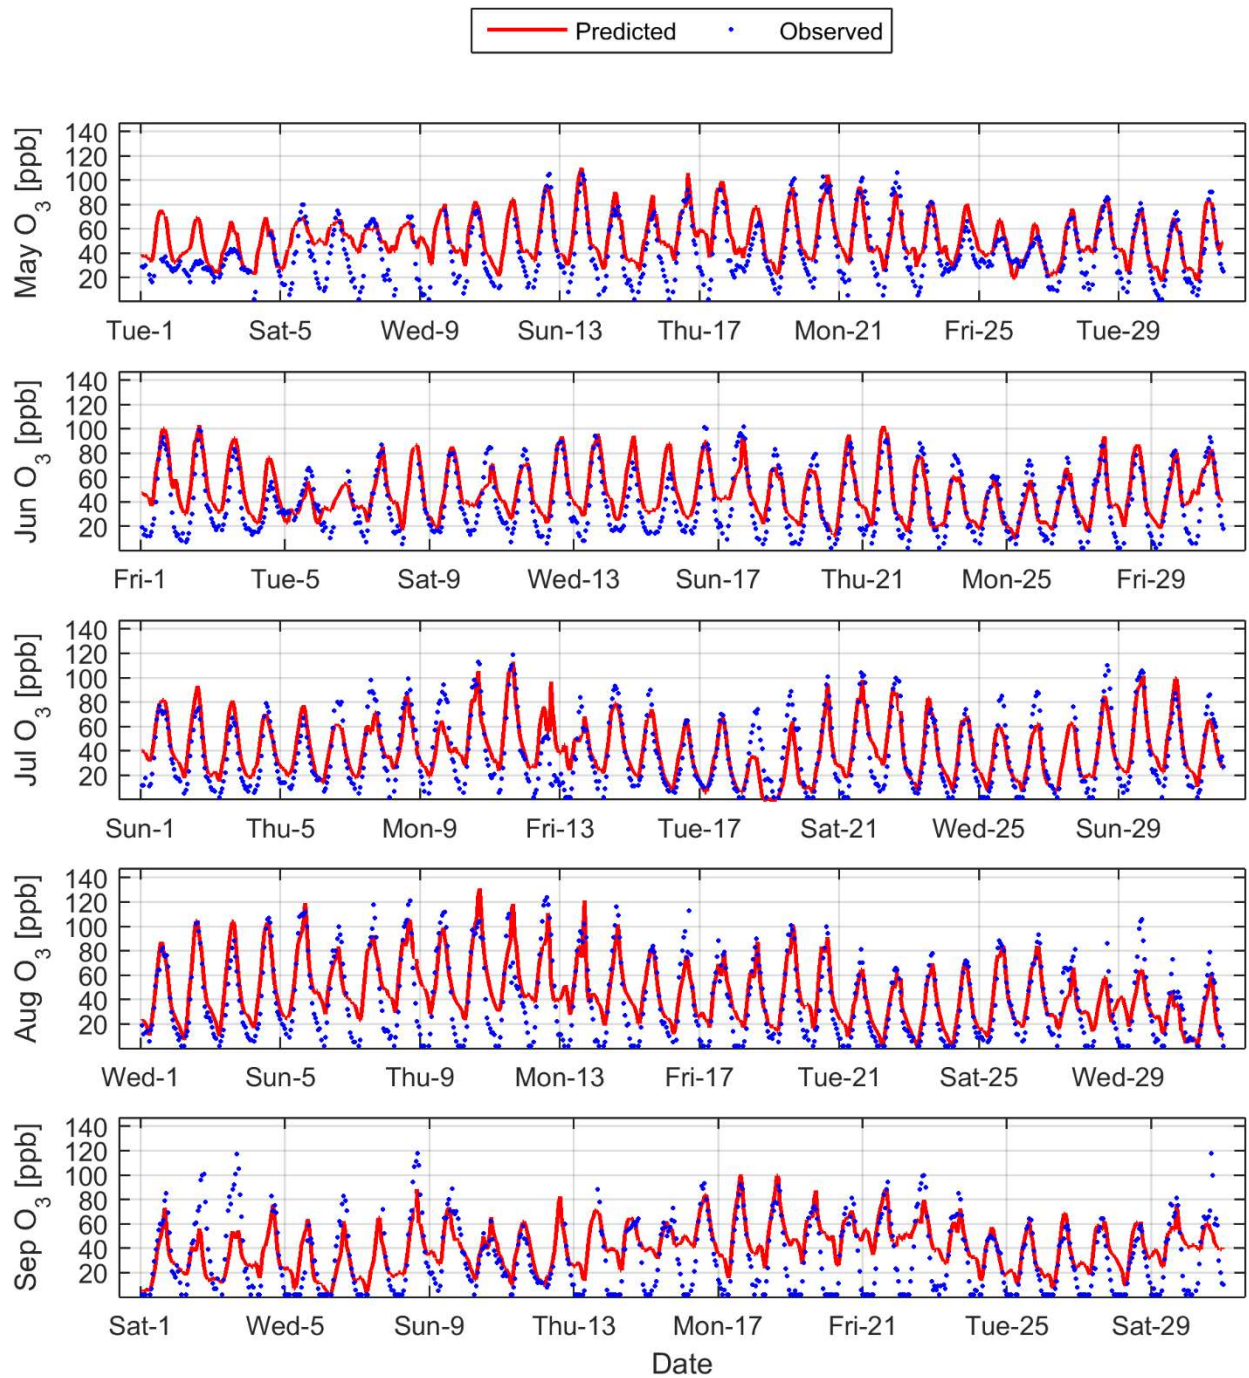 Predicted Observed
May O3 [ppb]
140
120
100
80
60
40
20
Tue-1 Sat-5 Wed-9 Sun-13 Thu-17 Mon-21 Fri-25 Tue-29
Jun O3 [ppb]
140
120
100
80
60
40
20
Fri-1 Tue-5 Sat-9 Wed-13 Sun-17 Thu-21 Mon-25 Fri-29
Jul O3 [ppb]
140
120
100
80
60
40
20
Sun-1 Thu-5 Mon-9 Fri-13 Tue-17 Sat-21 Wed-25 Sun-29
Aug O3 [ppb]
140
120
100
80
60
40
20
Wed-1 Sun-5 Thu-9 Mon-13 Fri-17 Tue-21 Sat-25 Wed-29
Sep O3 [ppb]
140
120
100
80
60
40
20
Sat-1 Wed-5 Sun-9 Thu-13 Mon-17 Fri-21 Tue-25 Sat-29
Date